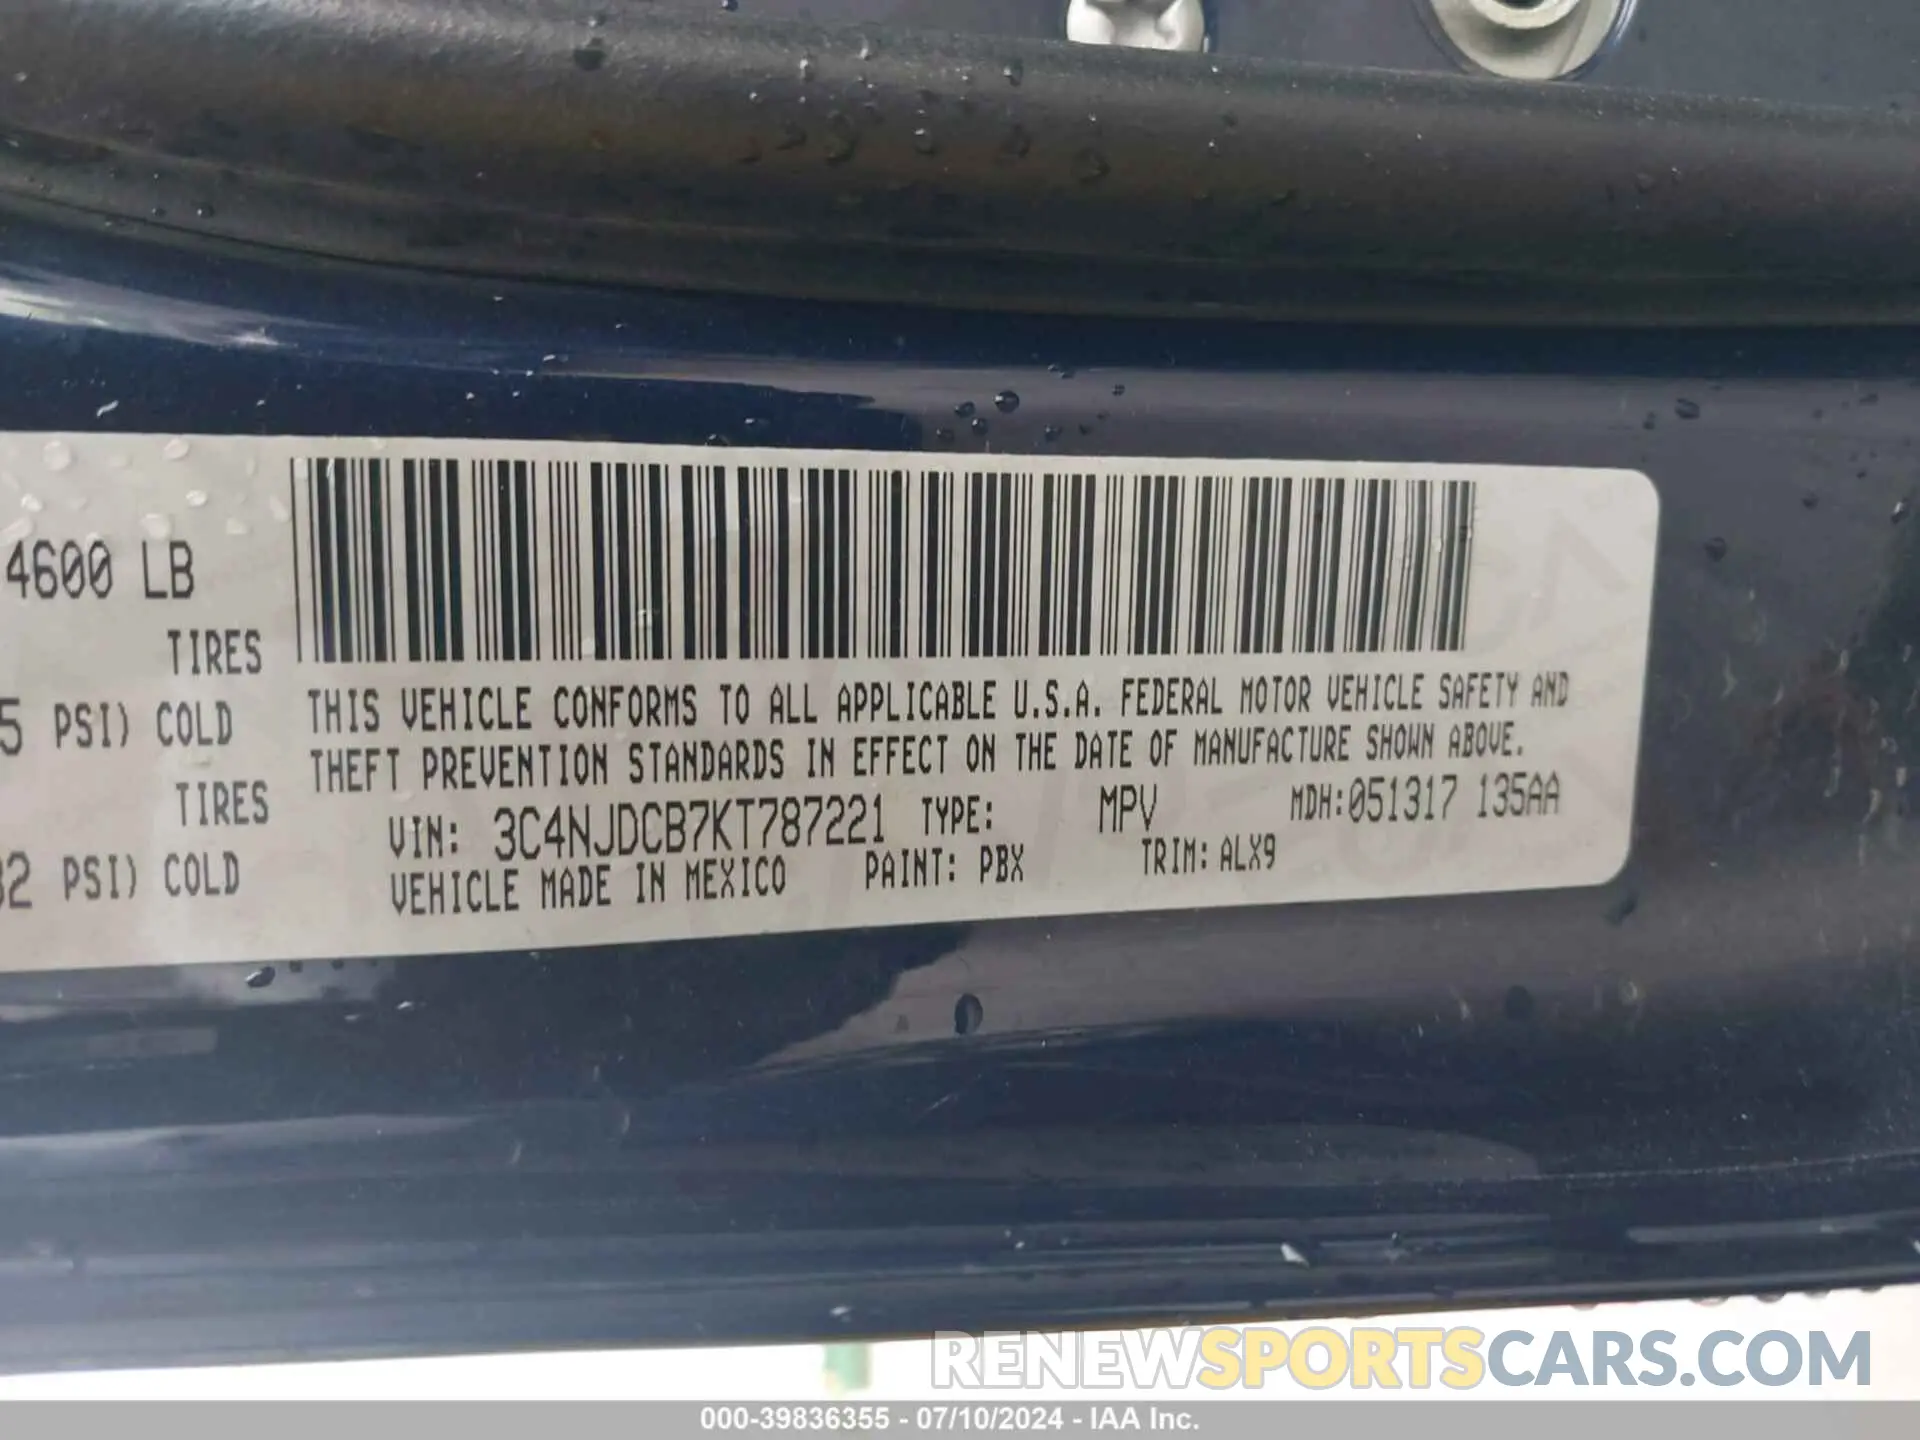 4600 LB
TIRES
5 PSI) COLD
TIRES
32 PSI) COLD
THIS VEHICLE CONFORMS TO ALL APPLICABLE U.S.A. FEDERAL MOTOR VEHICLE SAFETY AND
THEFT PREVENTION STANDARDS IN EFFECT ON THE DATE OF MANUFACTURE SHOWN ABOVE.
VIN: 3C4NJDCB7KT787221 TYPE: MPV MDH:051317 135AA
VEHICLE MADE IN MEXICO PAINT: PBX TRIM: ALX9
RENEWSPORTSCARS.COM
000-39836355 - 07/10/2024 - IAA Inc.